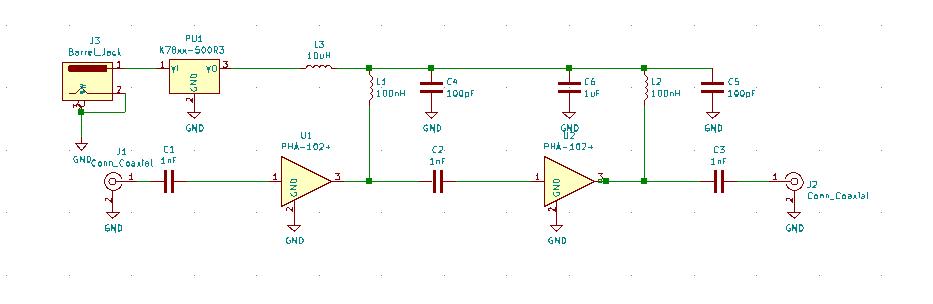 J3
Barrel_Jack
1
2
3
PU1
K78xx-500R3
1
VI
VO
3
GND
2
GND
L3
10uH
L1
100nH
C4
100pF
GND
C6
1uF
GND
L2
100nH
C5
100pF
GND
GND
J1
Conn_Coaxial
1
2
GND
C1
1nF
U1
PHA-102+
1
3
GND
2
GND
C2
1nF
U2
PHA-102+
1
3
GND
2
GND
C3
1nF
1
J2
Conn_Coaxial
2
GND